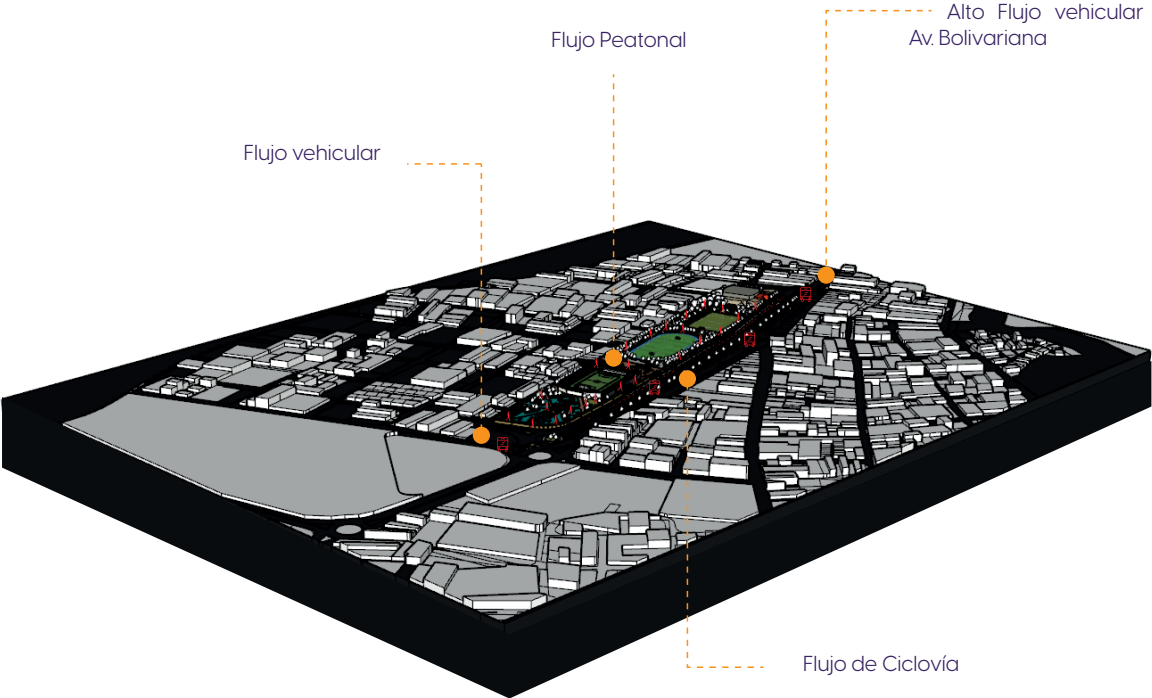 Alto Flujo vehicular
Av. Bolivariana
Flujo Peatonal
Flujo vehicular
Flujo de Ciclovía